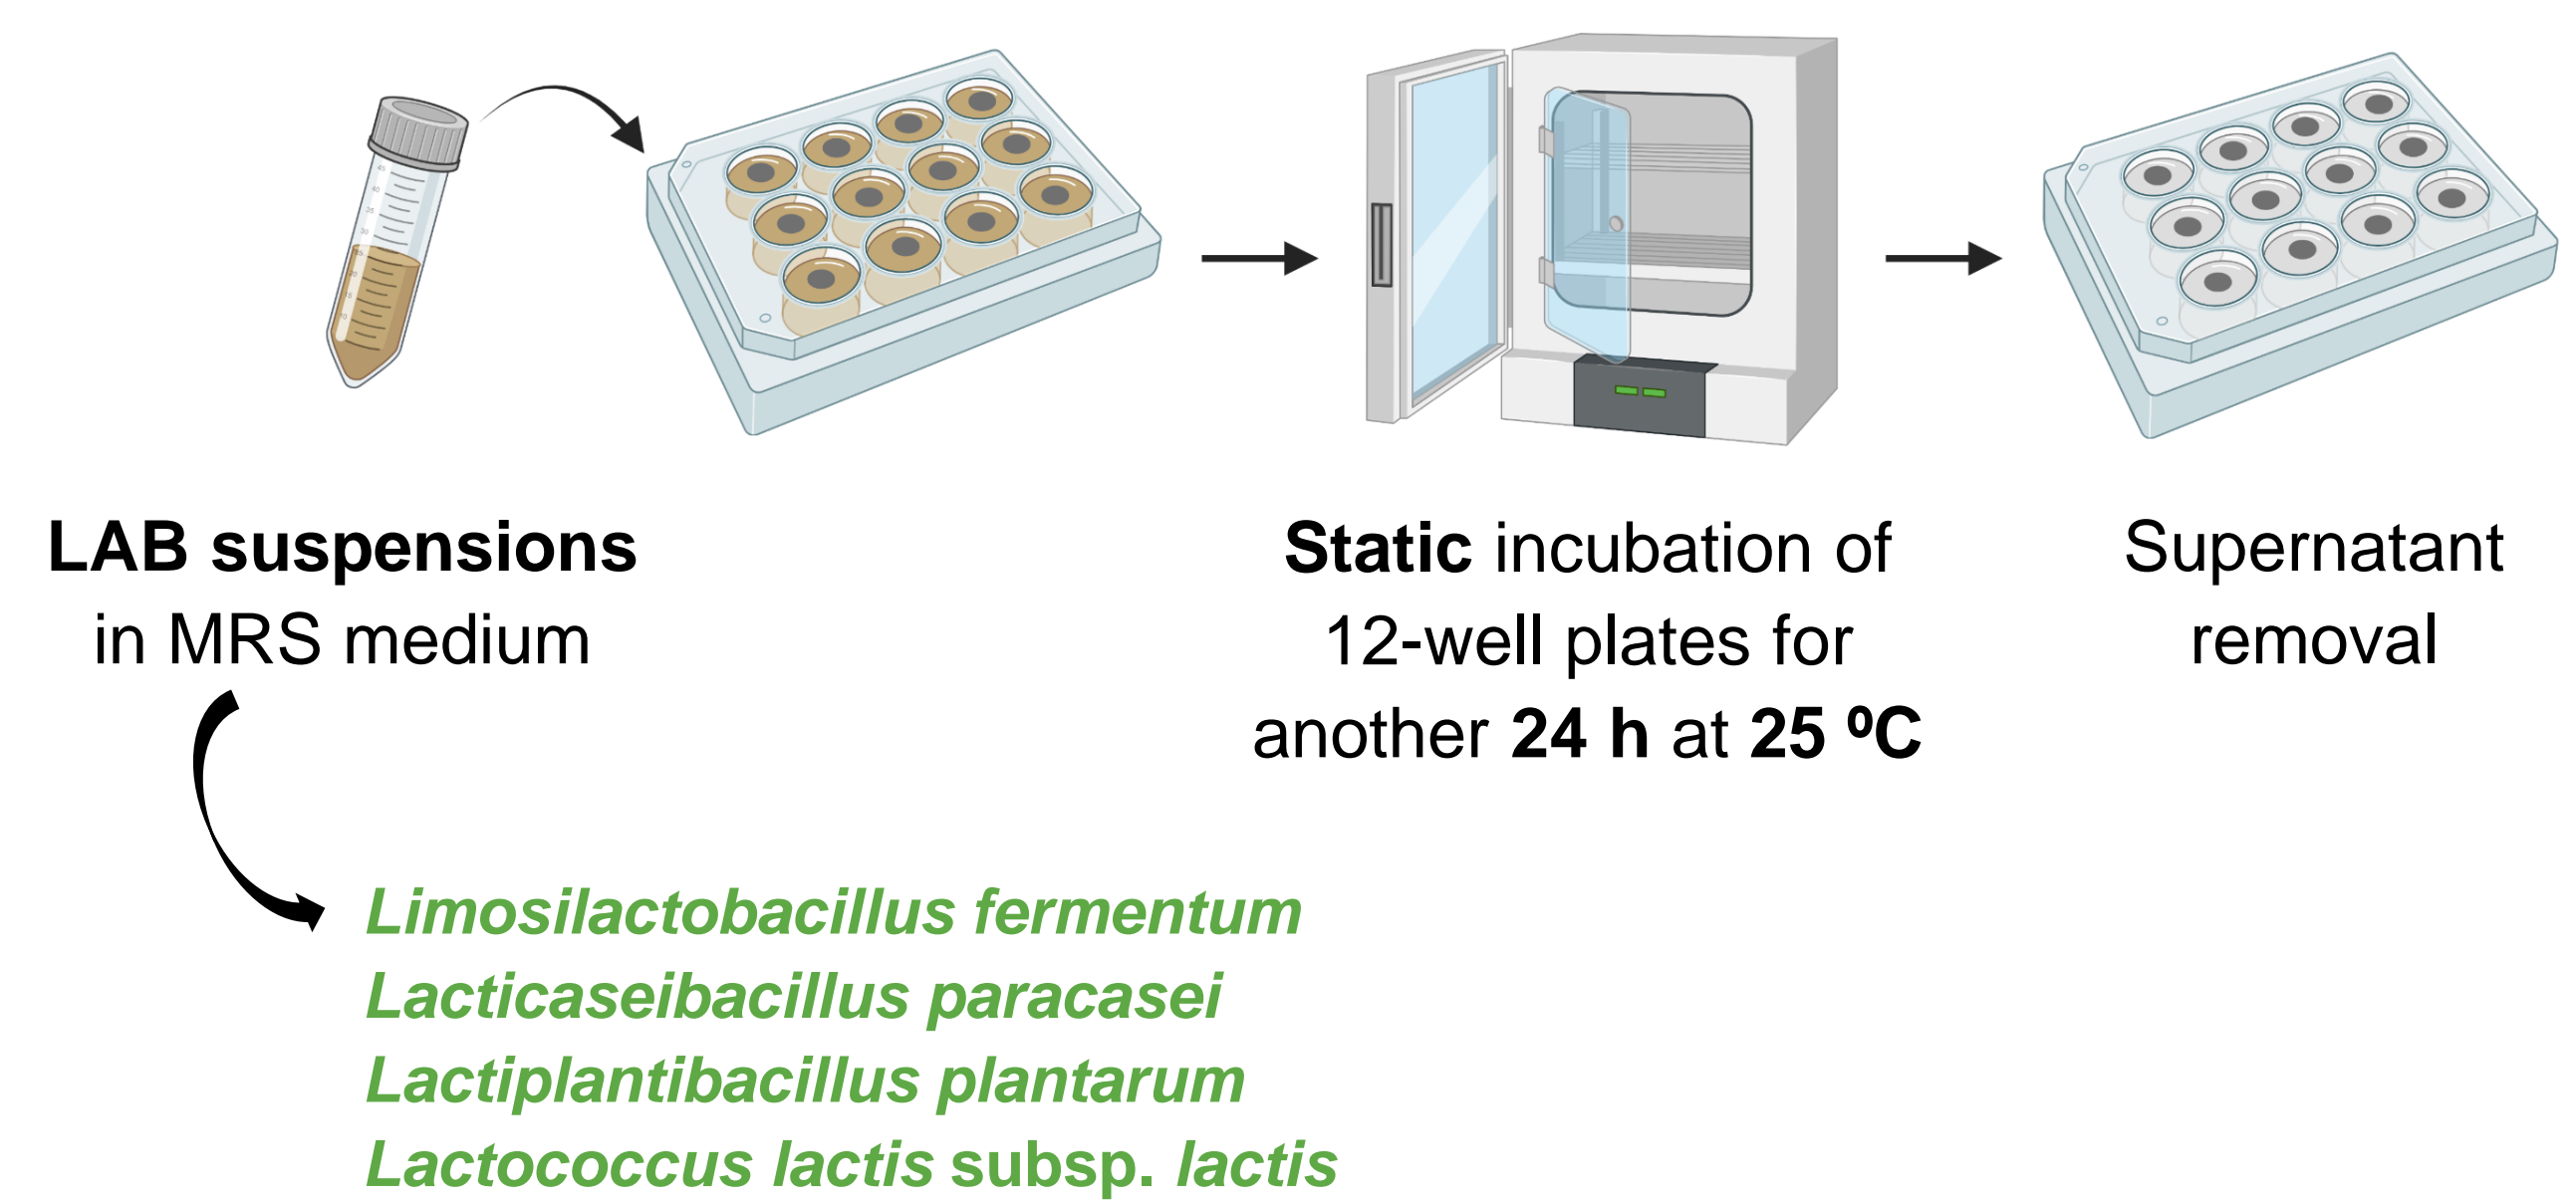 LAB suspensions
in MRS medium
Static incubation of
12-well plates for
another 24 h at 25 ºC
Supernatant
removal
Limosilactobacillus fermentum
Lacticaseibacillus paracasei
Lactiplantibacillus plantarum
Lactococcus lactis subsp. lactis